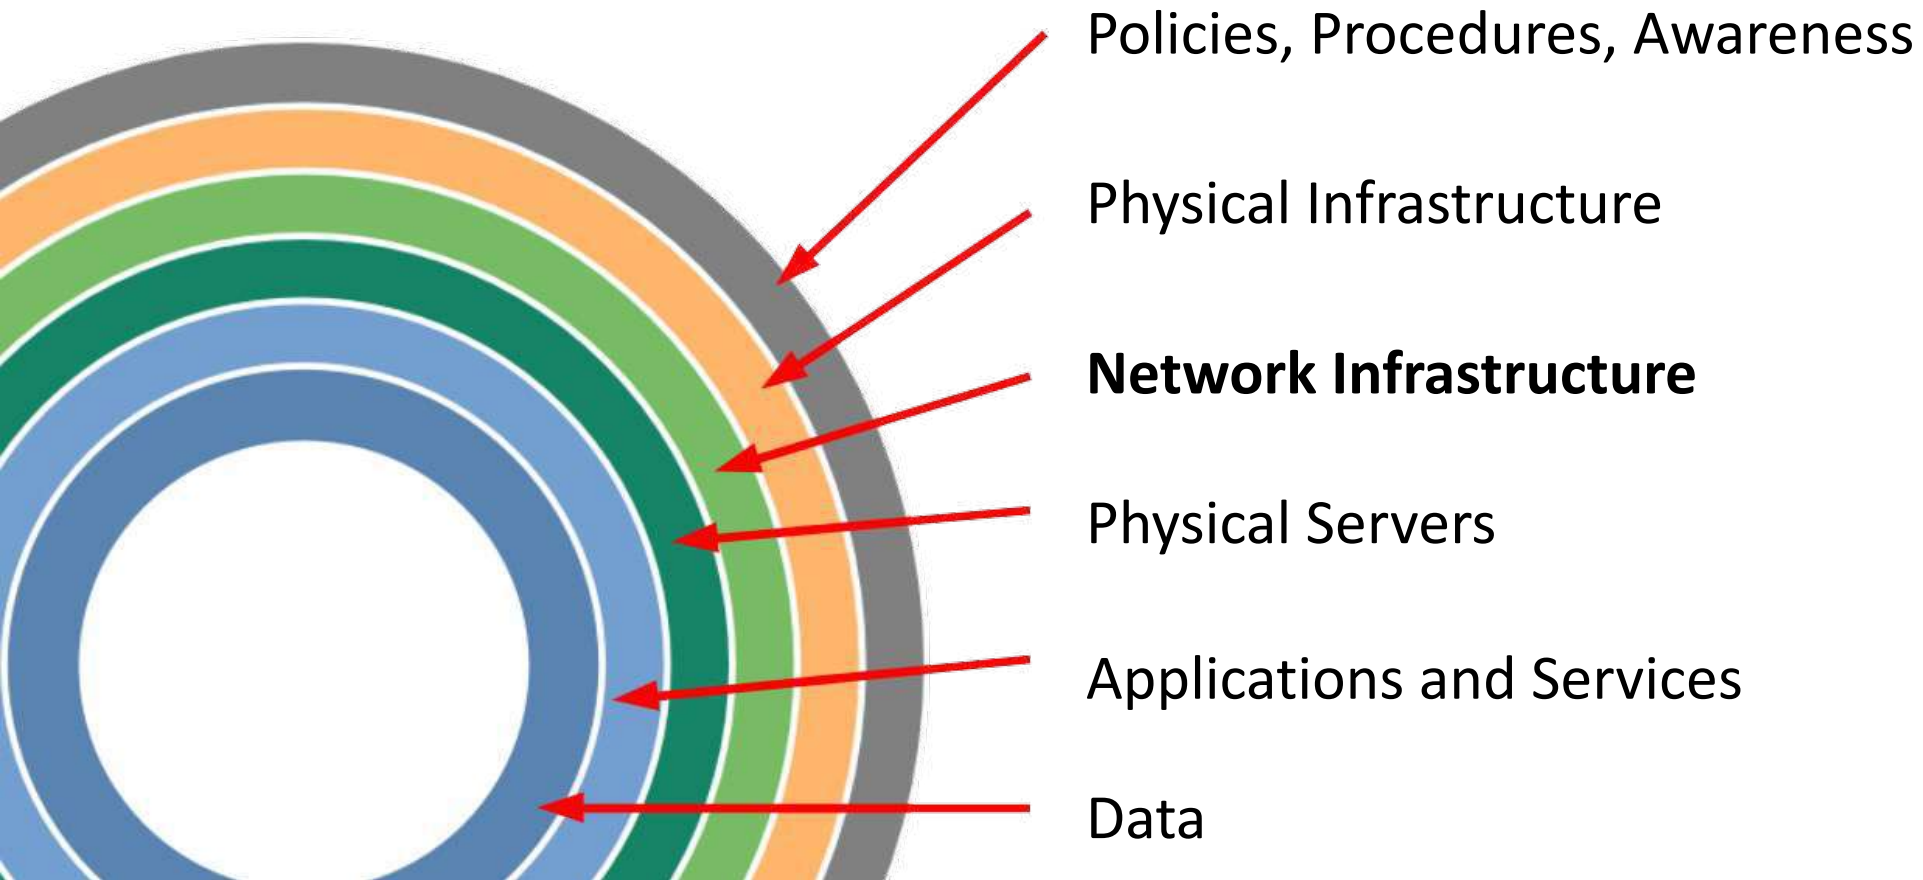 Policies, Procedures, Awareness
Physical Infrastructure
Network Infrastructure
Physical Servers
Applications and Services
Data